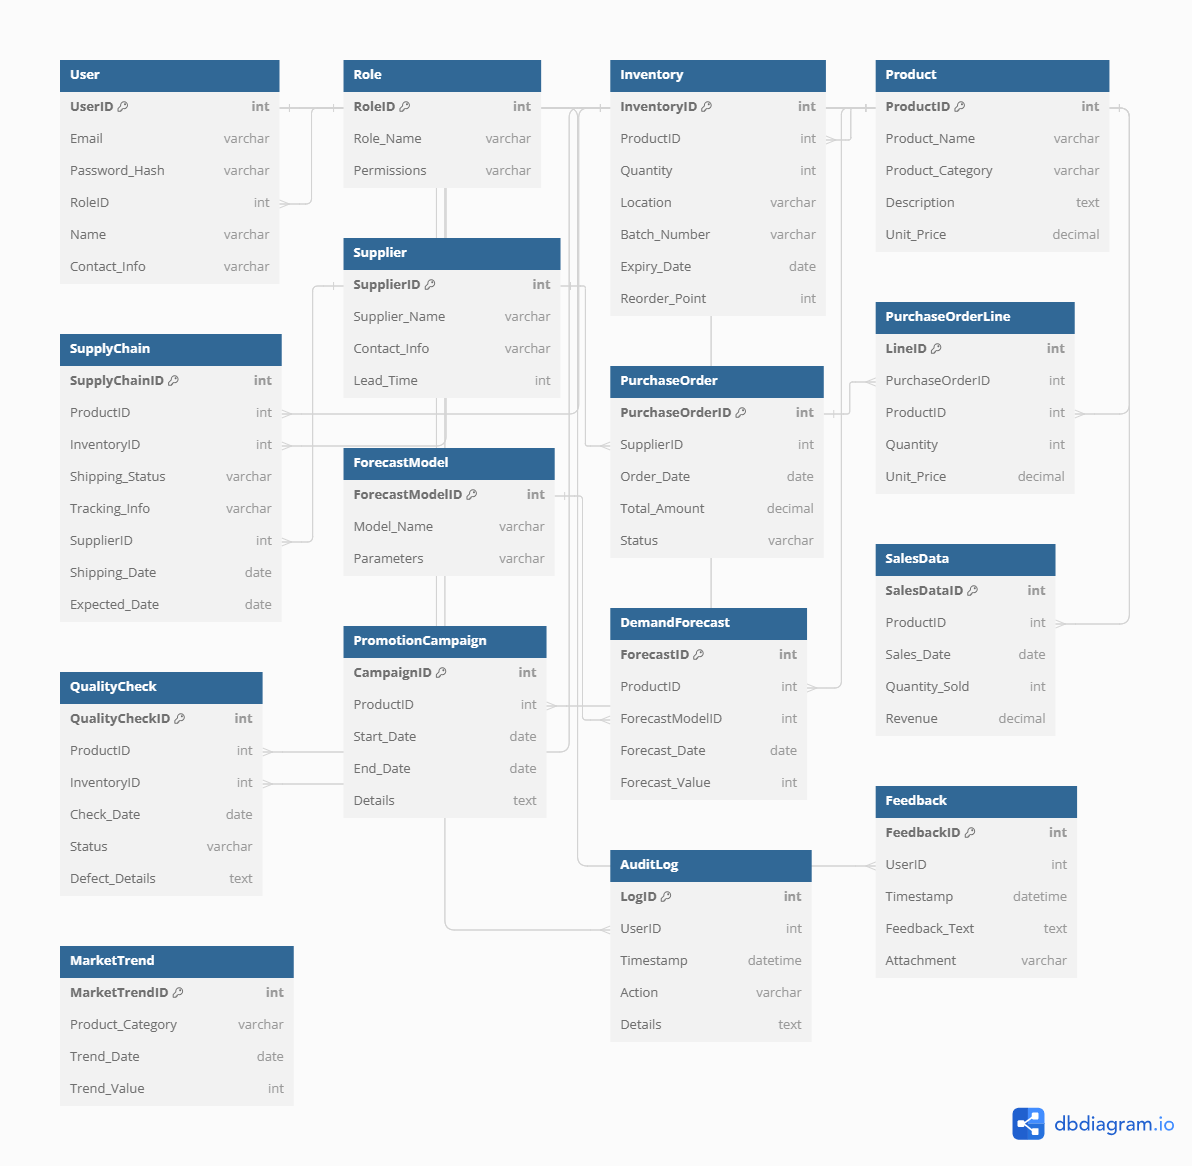 User
UserID int
Email varchar
Password_Hash varchar
RoleID int
Name varchar
Contact_Info varchar
Role
RoleID int
Role_Name varchar
Permissions varchar
Inventory
InventoryID int
ProductID int
Quantity int
Location varchar
Batch_Number varchar
Expiry_Date date
Reorder_Point int
Product
ProductID int
Product_Name varchar
Product_Category varchar
Description text
Unit_Price decimal
Supplier
SupplierID int
Supplier_Name varchar
Contact_Info varchar
Lead_Time int
SupplyChain
SupplyChainID int
ProductID int
InventoryID int
Shipping_Status varchar
Tracking_Info varchar
SupplierID int
Shipping_Date date
Expected_Date date
PurchaseOrder
PurchaseOrderID int
SupplierID int
Order_Date date
Total_Amount decimal
Status varchar
PurchaseOrderLine
LineID int
PurchaseOrderID int
ProductID int
Quantity int
Unit_Price decimal
ForecastModel
ForecastModelID int
Model_Name varchar
Parameters varchar
SalesData
SalesDataID int
ProductID int
Sales_Date date
Quantity_Sold int
Revenue decimal
PromotionCampaign
CampaignID int
ProductID int
Start_Date date
End_Date date
Details text
DemandForecast
ForecastID int
ProductID int
ForecastModelID int
Forecast_Date date
Forecast_Value int
QualityCheck
QualityCheckID int
ProductID int
InventoryID int
Check_Date date
Status varchar
Defect_Details text
Feedback
FeedbackID int
UserID int
Timestamp datetime
Feedback_Text text
Attachment varchar
AuditLog
LogID int
UserID int
Timestamp datetime
Action varchar
Details text
MarketTrend
MarketTrendID int
Product_Category varchar
Trend_Date date
Trend_Value int
dbdiagram.io